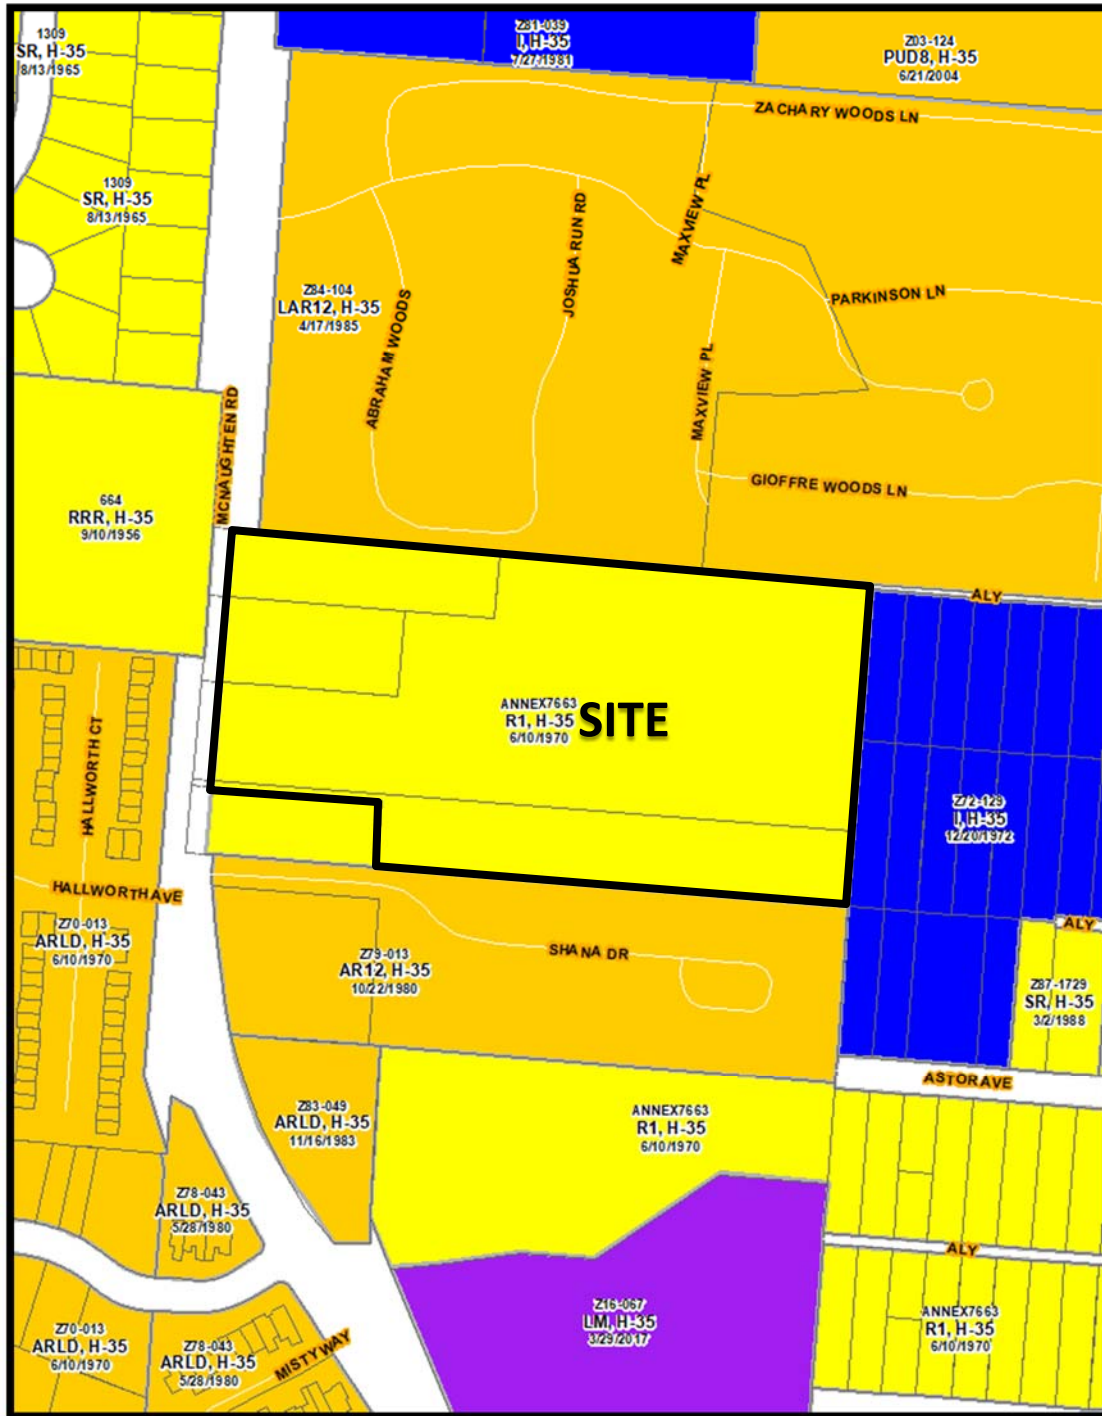 1309
SR, H-35
8/13/1965
Z81-039
I, H-35
7/27/1981
Z03-124
PUD8, H-35
6/21/2004
ZACHARY WOODS LN
1309
SR, H-35
8/13/1965
MAXVIEW PL
JOSHUA RUN RD
ABRAHAM WOODS
Z84-104
LAR12, H-35
4/17/1985
PARKINSON LN
MAXVIEW PL
MCNAUGHTEN RD
GIOFFRE WOODS LN
664
RRR, H-35
9/10/1956
ALY
ANNEX7663
R1, H-35
6/10/1970
SITE
HALLWORTH CT
Z72-129
I, H-35
12/20/1972
HALLWORTH AVE
Z70-013
ARLD, H-35
6/10/1970
SHANA DR
Z79-013
AR12, H-35
10/22/1980
ALY
Z87-1729
SR, H-35
3/2/1988
ASTOR AVE
Z83-049
ARLD, H-35
11/16/1983
ANNEX7663
R1, H-35
6/10/1970
Z78-043
ARLD, H-35
5/28/1980
ALY
Z16-067
LM, H-35
3/29/2017
ANNEX7663
R1, H-35
6/10/1970
Z70-013
ARLD, H-35
6/10/1970
Z78-043
ARLD, H-35
5/28/1980
MISTY WAY